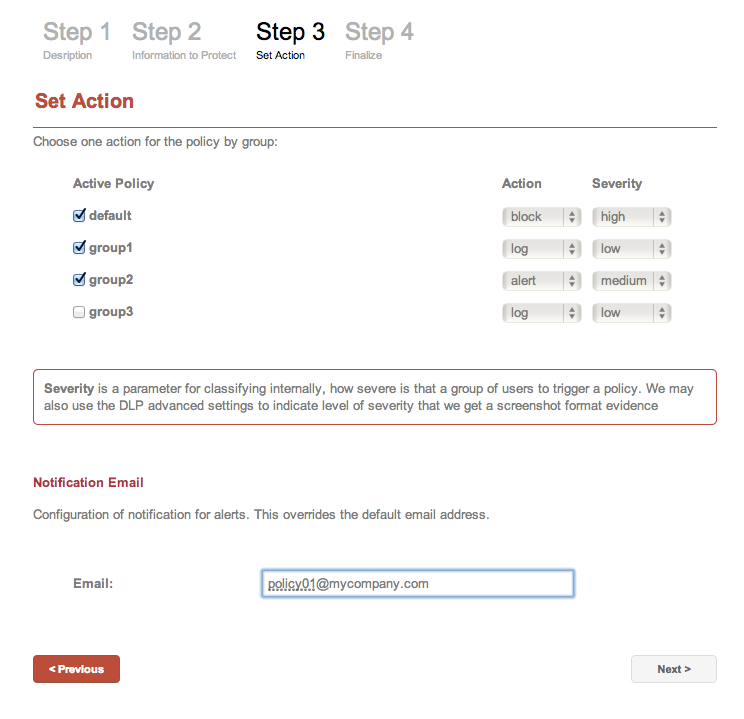 Step 1 Step 2 Step 3 Step 4
Desription Information to Protect Set Action Finalize
Set Action
Choose one action for the policy by group:
Active Policy Action Severity
default block high
group1 log low
group2 alert medium
group3 log low
Severity is a parameter for classifying internally, how severe is that a group of users to trigger a policy. We may
also use the DLP advanced settings to indicate level of severity that we get a screenshot format evidence
Notification Email
Configuration of notification for alerts. This overrides the default email address.
Email: policy01@mycompany.com
< Previous Next >